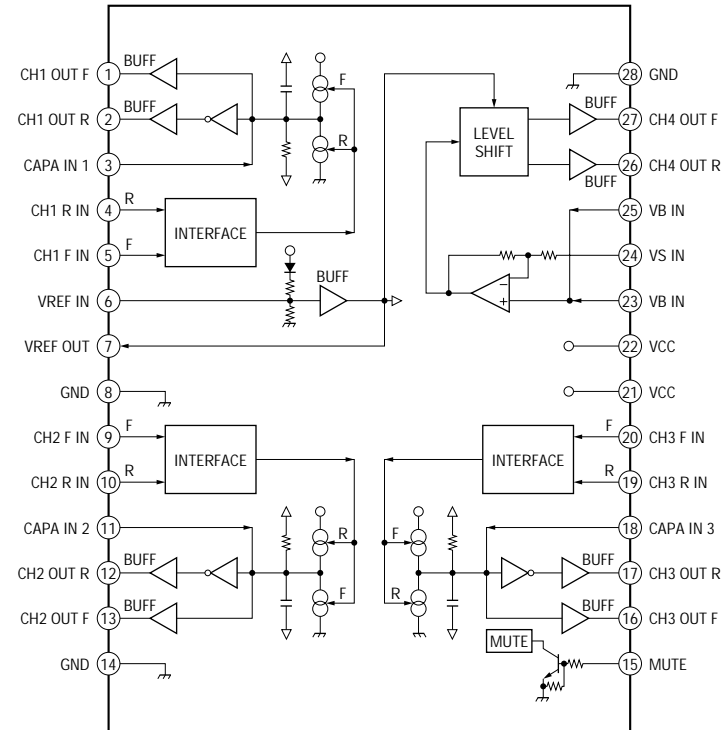 CH1 OUT F 1 BUFF
CH1 OUT R 2 BUFF
CAPA IN 1 3
CH1 R IN 4 R
CH1 F IN 5 F
INTERFACE
F
R
VREF IN 6
BUFF
VREF OUT 7
GND 8
CH2 F IN 9 F
CH2 R IN 10 R
INTERFACE
CAPA IN 2 11
CH2 OUT R 12 BUFF
CH2 OUT F 13 BUFF
R
F
GND 14
28 GND
BUFF 27 CH4 OUT F
26 CH4 OUT R
BUFF
LEVEL
SHIFT
25 VB IN
24 VS IN
−
+
23 VB IN
22 VCC
21 VCC
F 20 CH3 F IN
R 19 CH3 R IN
INTERFACE
18 CAPA IN 3
F
R
BUFF 17 CH3 OUT R
BUFF 16 CH3 OUT F
MUTE
15 MUTE